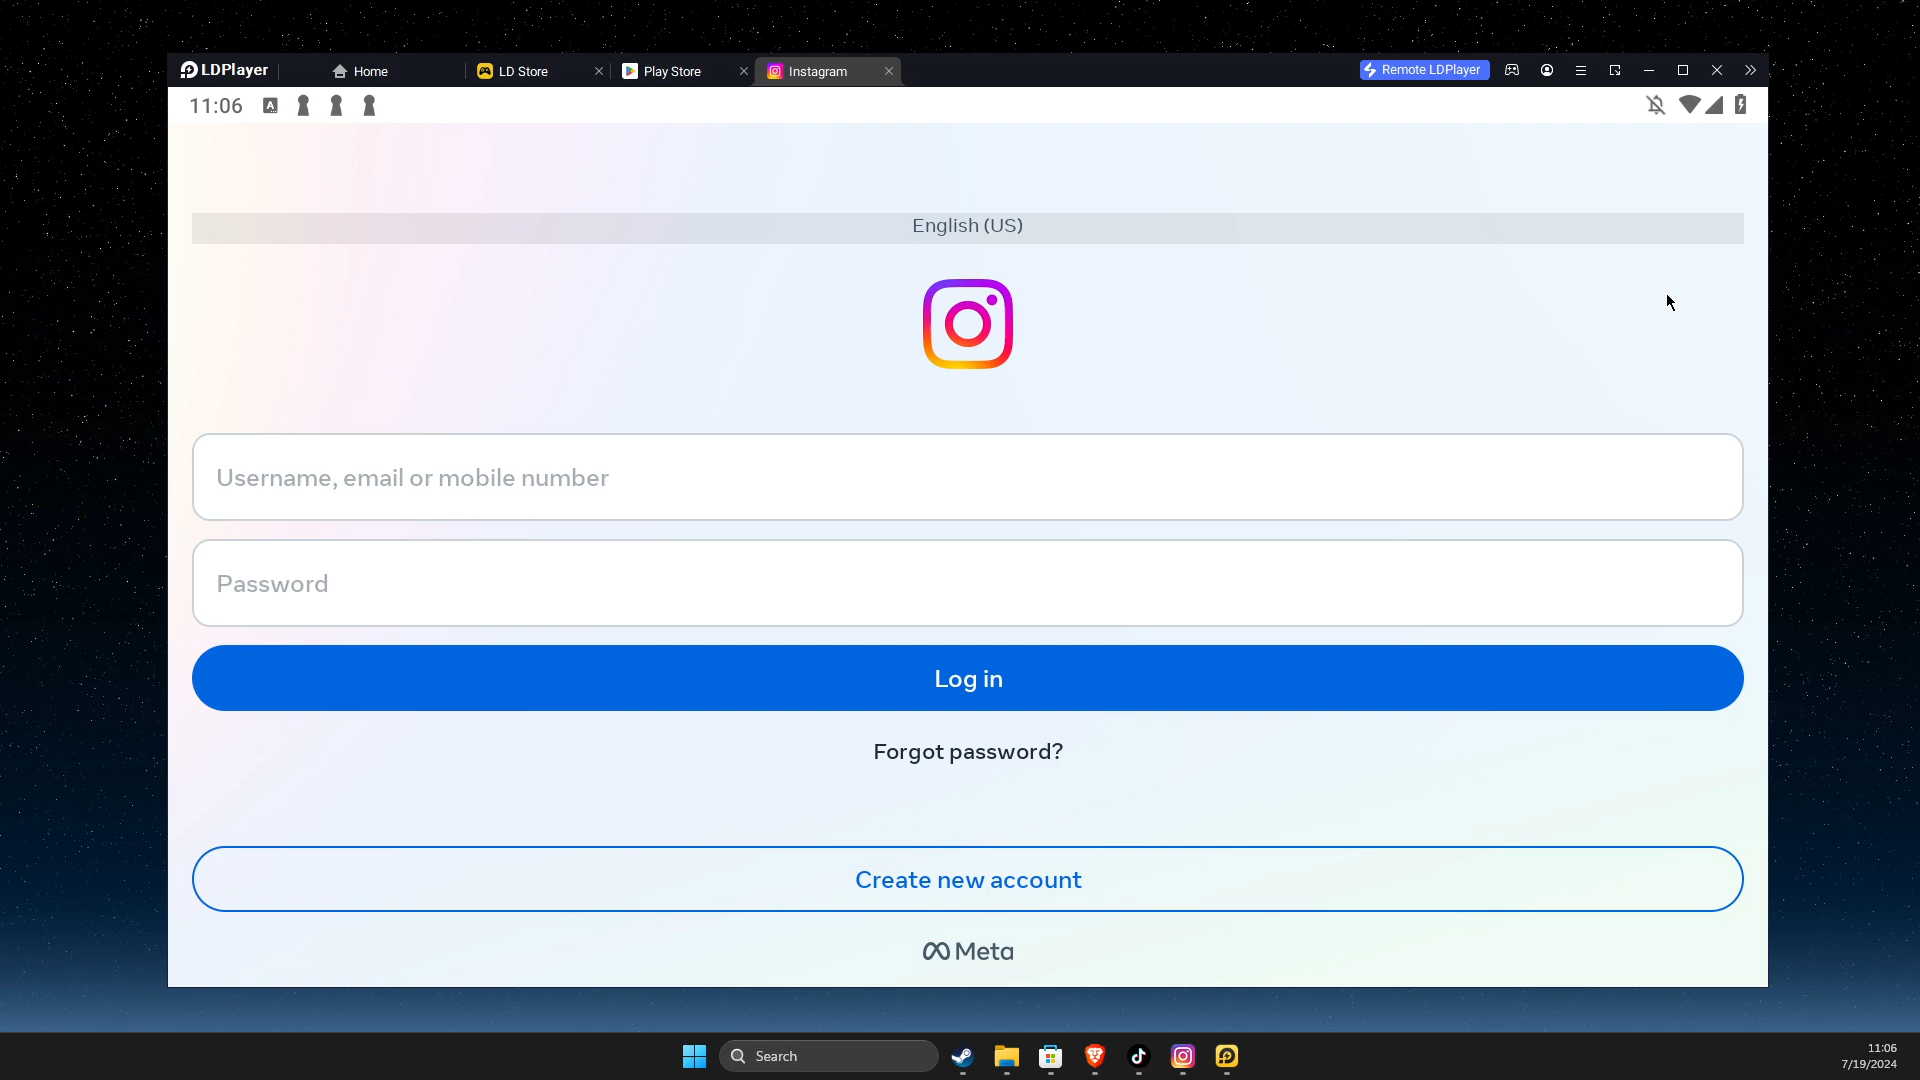 LDPlayer
Home
LD Store
Play Store
Instagram
Remote LDPlayer
11:06
A
English (US)
Username, email or mobile number
Password
Log in
Forgot password?
Create new account
Meta
Search
11:06
7/19/2024